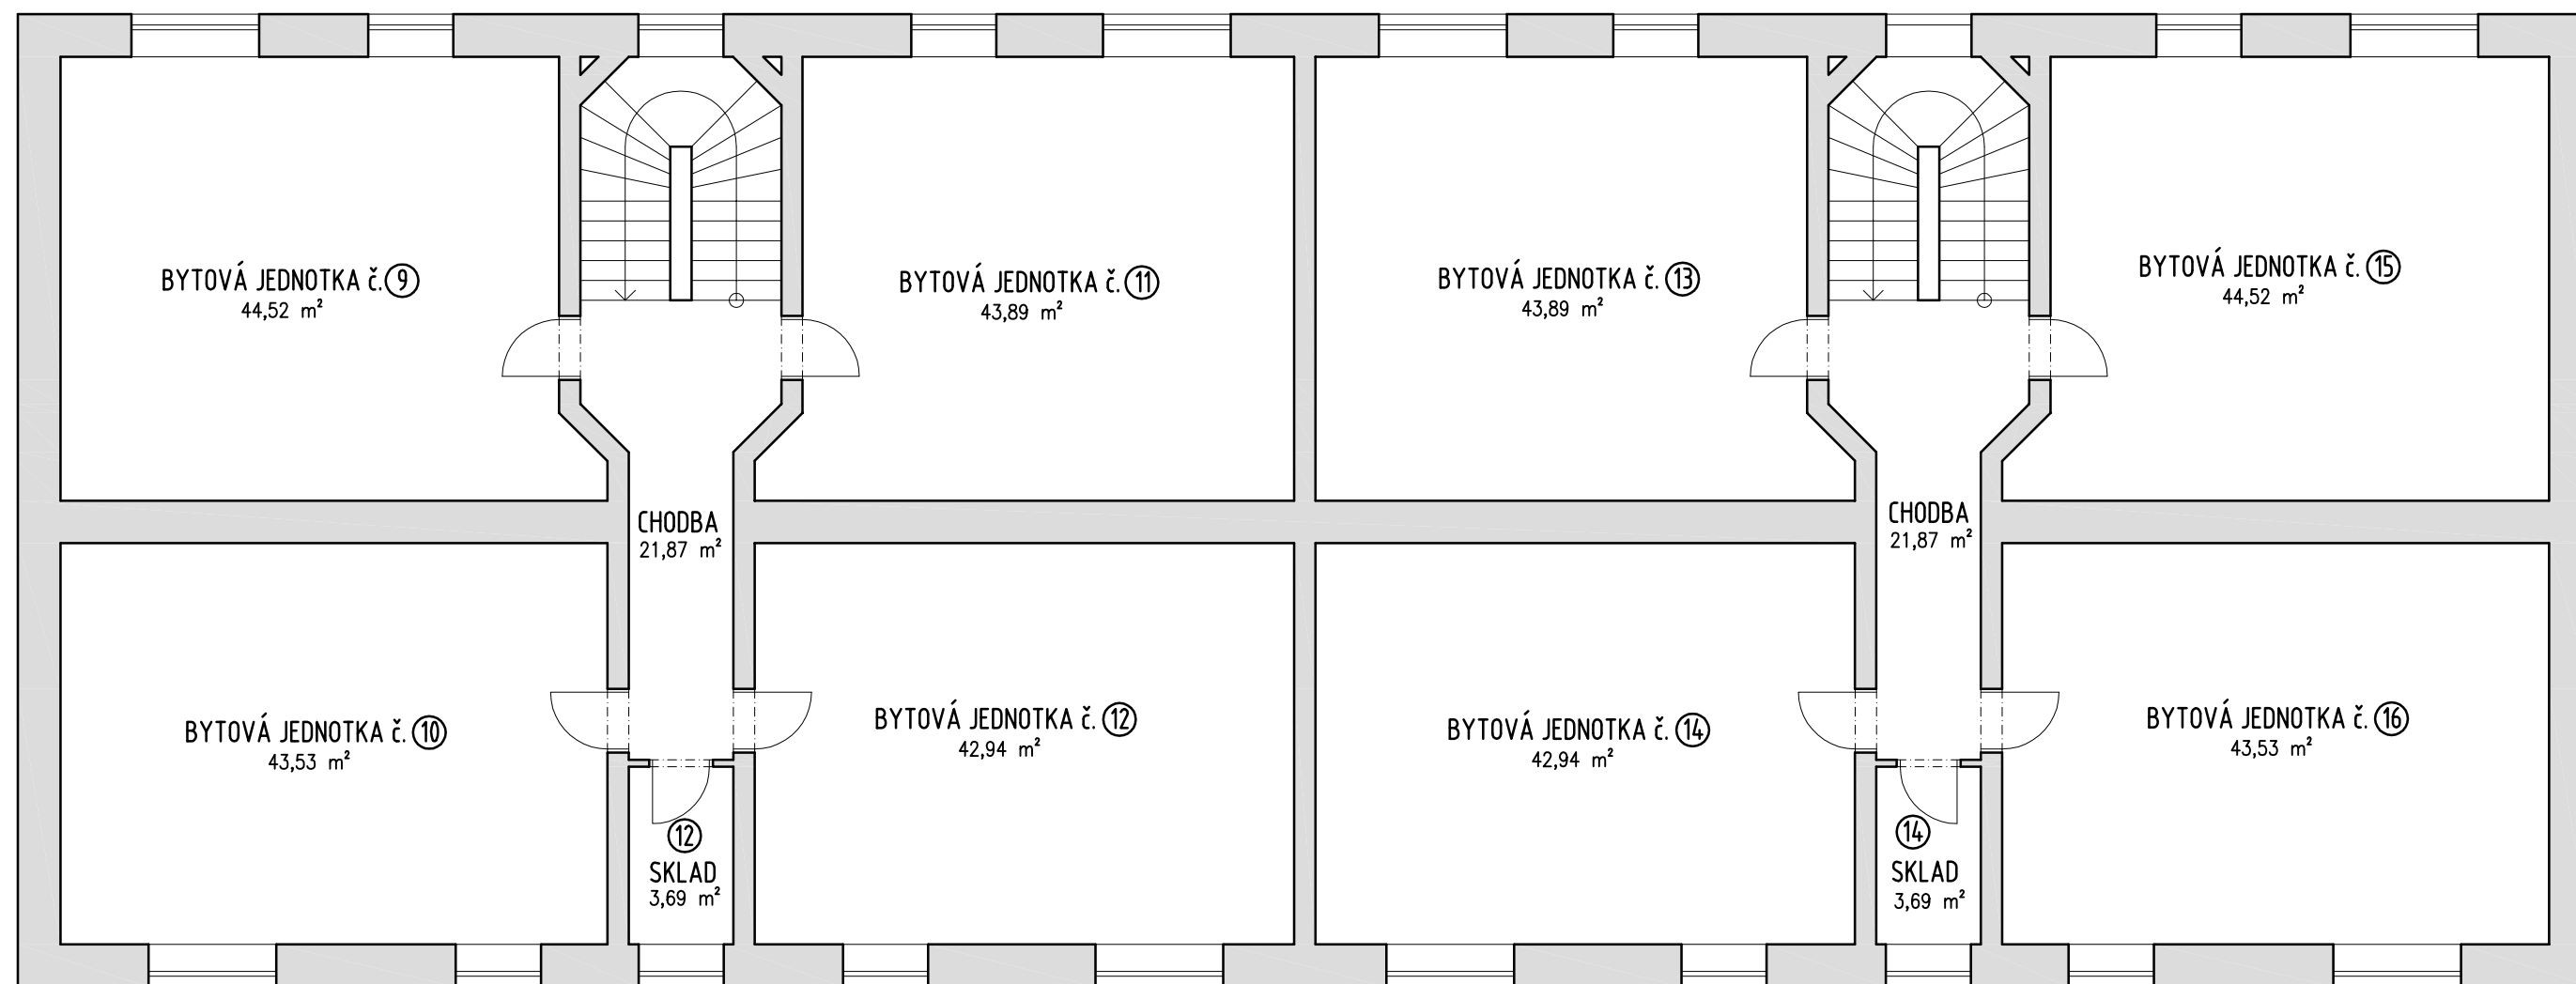 BYTOVÁ JEDNOTKA č. 9
44,52 m²
BYTOVÁ JEDNOTKA č. 11
43,89 m²
BYTOVÁ JEDNOTKA č. 13
43,89 m²
BYTOVÁ JEDNOTKA č. 15
44,52 m²
CHODBA
21,87 m²
CHODBA
21,87 m²
BYTOVÁ JEDNOTKA č. 10
43,53 m²
BYTOVÁ JEDNOTKA č. 12
42,94 m²
BYTOVÁ JEDNOTKA č. 14
42,94 m²
BYTOVÁ JEDNOTKA č. 16
43,53 m²
12
SKLAD
3,69 m²
14
SKLAD
3,69 m²